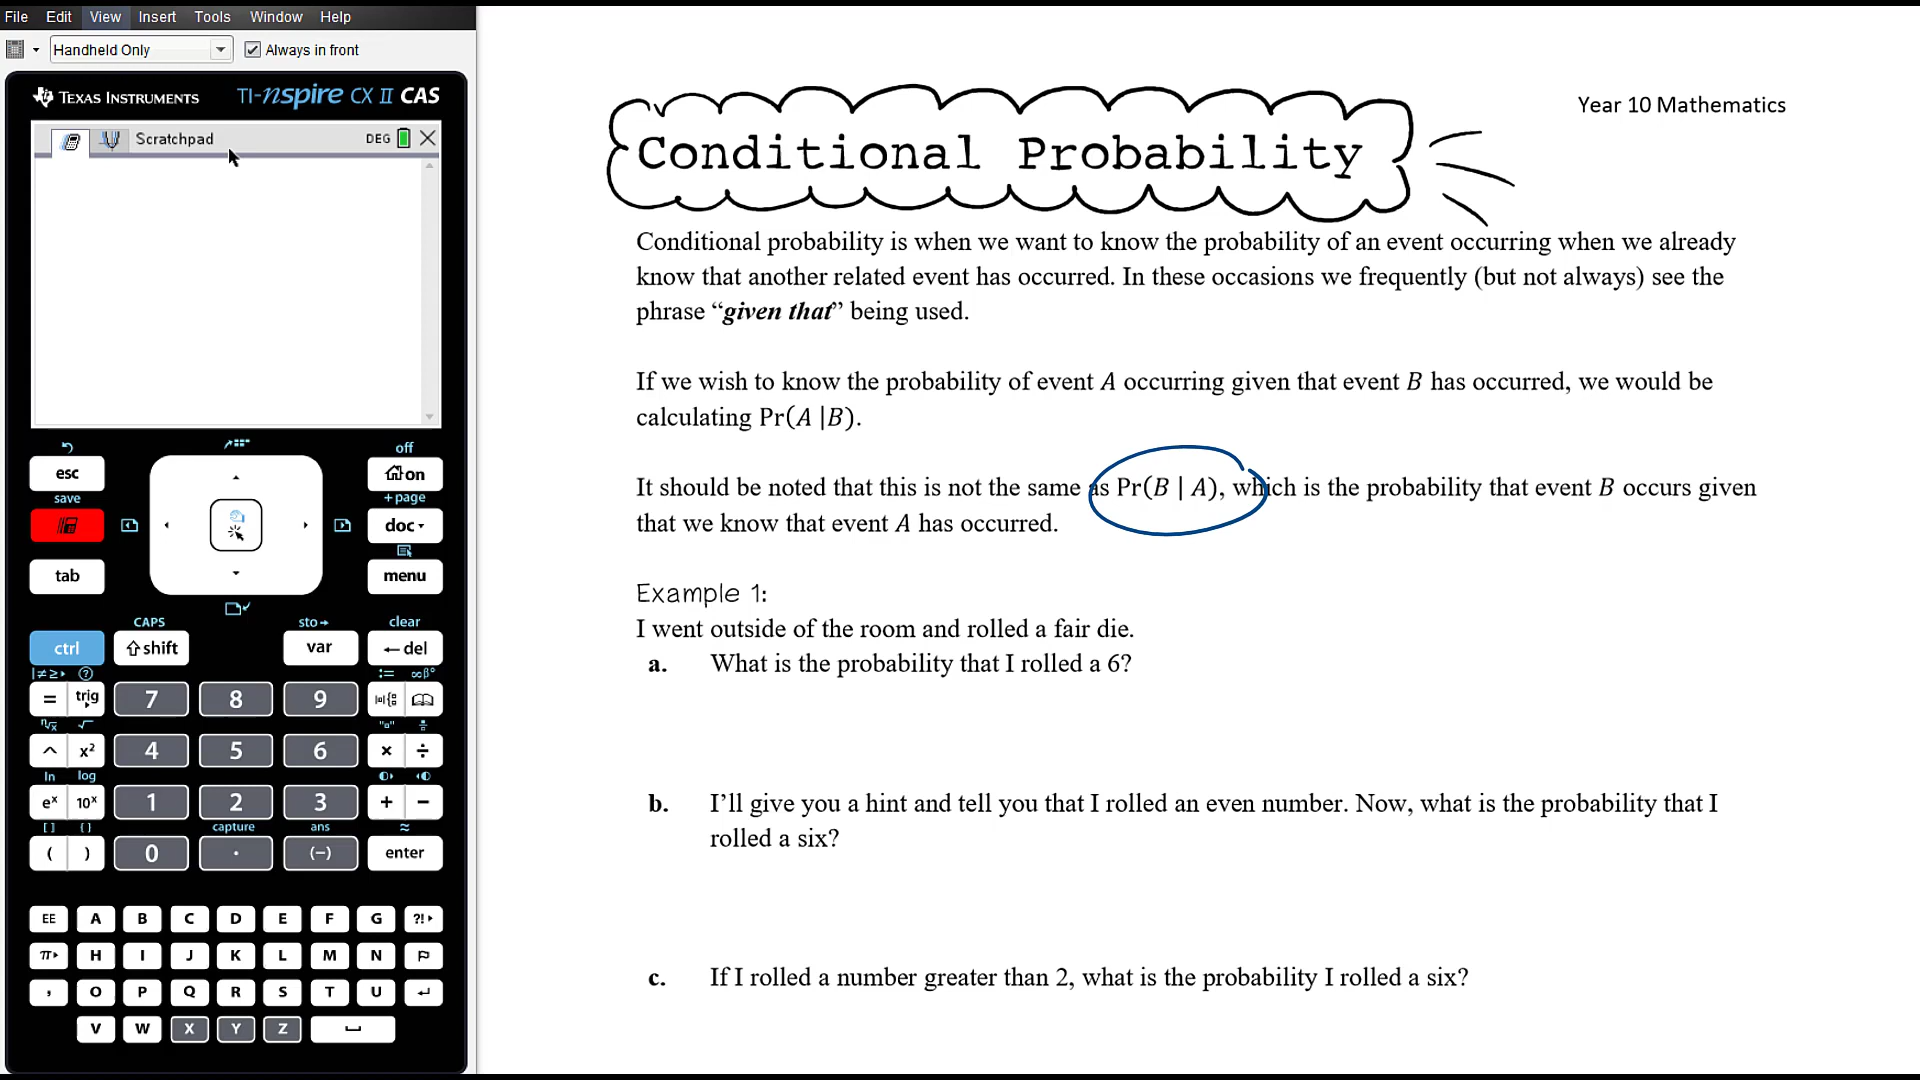 File Edit View Insert Tools Window Help
Handheld Only Always in front
TEXAS INSTRUMENTS TI-nspire CX II CAS
Scratchpad DEG
esc off
save on
+page
doc
tab menu
CAPS sto→ clear
ctrl shift var ←del
= trig 7 8 9
^ x² 4 5 6 × ÷
ln log
eˣ 10ˣ 1 2 3 + −
[] {} capture ans ≈
( ) 0 . (−) enter
EE A B C D E F G ?!▸
π▸ H I J K L M N
, O P Q R S T U
V W X Y Z
Year 10 Mathematics
Conditional Probability
Conditional probability is when we want to know the probability of an event occurring when we already
know that another related event has occurred. In these occasions we frequently (but not always) see the
phrase “given that” being used.
If we wish to know the probability of event A occurring given that event B has occurred, we would be
calculating Pr(A |B).
It should be noted that this is not the same as Pr(B | A), which is the probability that event B occurs given
that we know that event A has occurred.
Example 1:
I went outside of the room and rolled a fair die.
a. What is the probability that I rolled a 6?
b. I’ll give you a hint and tell you that I rolled an even number. Now, what is the probability that I
rolled a six?
c. If I rolled a number greater than 2, what is the probability I rolled a six?